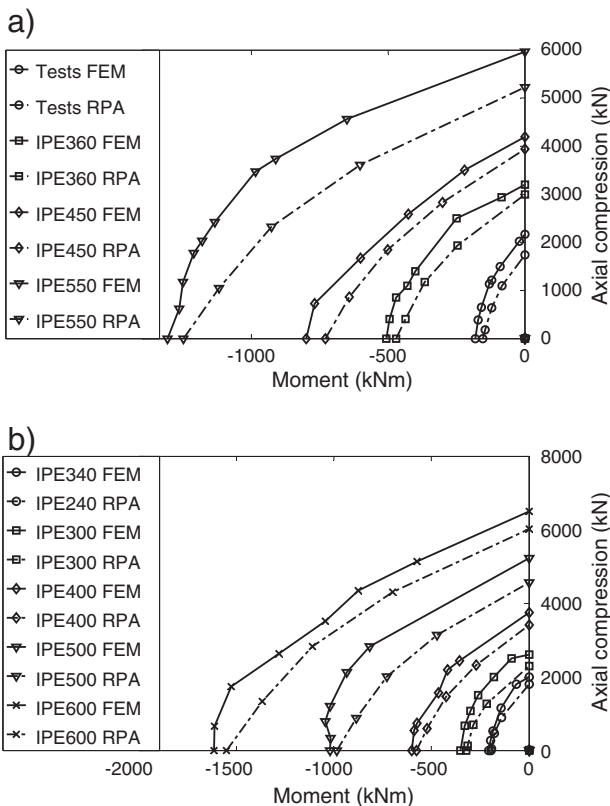 a)
Tests FEM
Tests RPA
IPE360 FEM
IPE360 RPA
IPE450 FEM
IPE450 RPA
IPE550 FEM
IPE550 RPA
6000
5000
4000
3000
2000
1000
0
Axial compression (kN)
-1000 -500 0
Moment (kNm)
b)
IPE340 FEM
IPE240 RPA
IPE300 FEM
IPE300 RPA
IPE400 FEM
IPE400 RPA
IPE500 FEM
IPE500 RPA
IPE600 FEM
IPE600 RPA
8000
6000
4000
2000
0
Axial compression (kN)
-2000 -1500 -1000 -500 0
Moment (kNm)